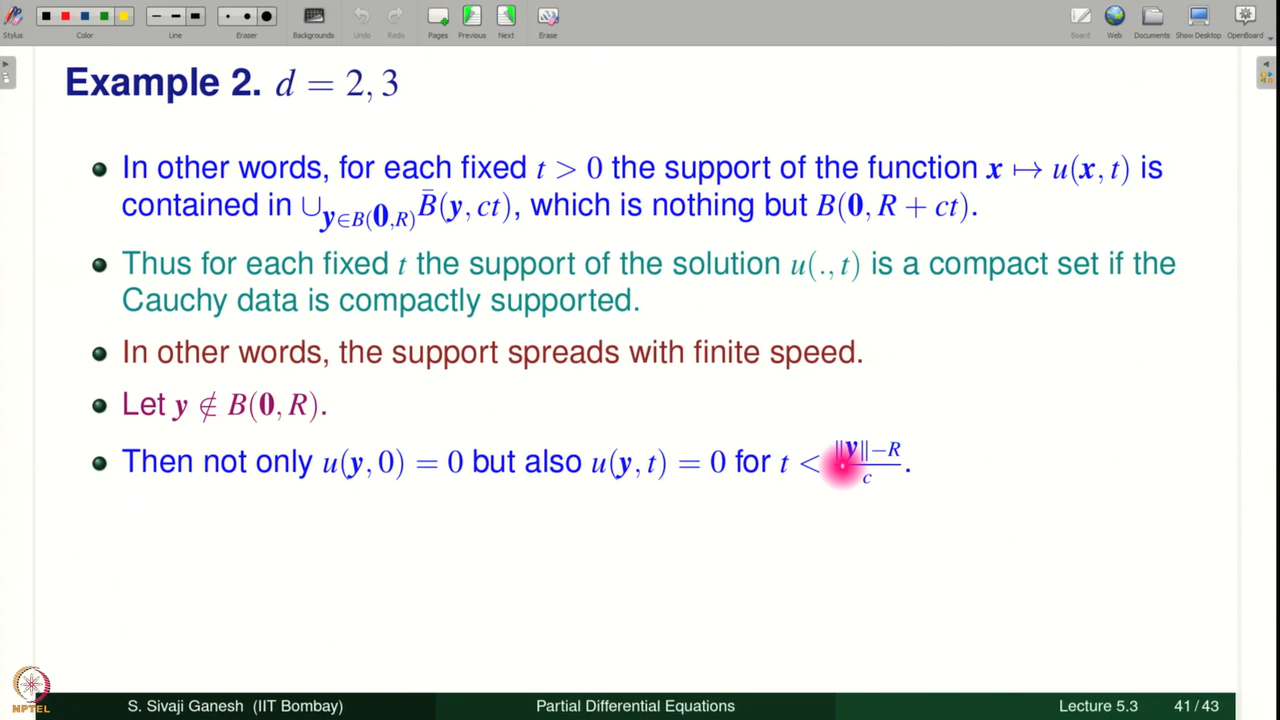 Stylus Color Line Eraser Backgrounds Undo Redo Pages Previous Next Erase Board Web Documents Show Desktop OpenBoard
Example 2. d = 2, 3
In other words, for each fixed t > 0 the support of the function x ↦ u(x, t) is
contained in ∪_{y∈B(0,R)} B̄(y, ct), which is nothing but B(0, R + ct).
Thus for each fixed t the support of the solution u(., t) is a compact set if the
Cauchy data is compactly supported.
In other words, the support spreads with finite speed.
Let y ∉ B(0, R).
Then not only u(y, 0) = 0 but also u(y, t) = 0 for t < (‖y‖−R)/c.
NPTEL
S. Sivaji Ganesh (IIT Bombay) Partial Differential Equations Lecture 5.3 41 / 43